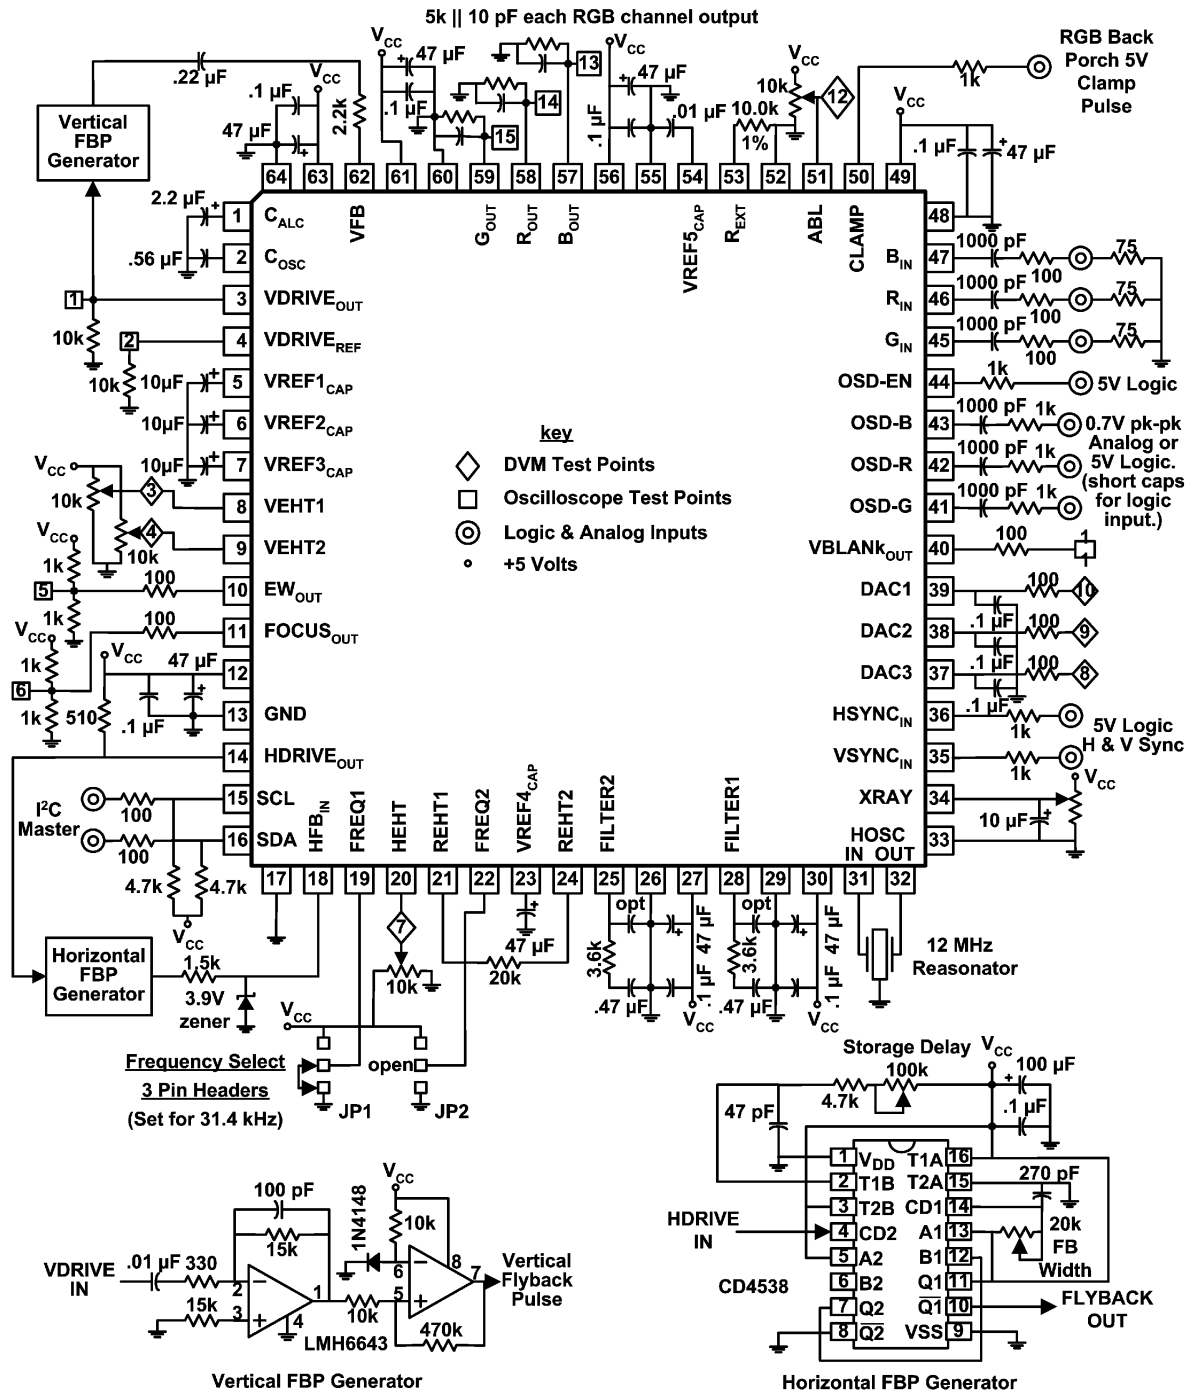 5k || 10 pF each RGB channel output
VCC
.22 µF
VCC
.1 µF
47 µF
2.2k
47 µF
.1 µF
13
14
15
VCC
47 µF
.1 µF
.01 µF
VCC
10k
12
10.0k
1%
1k
RGB Back
Porch 5V
Clamp
Pulse
VCC
.1 µF
47 µF
Vertical
FBP
Generator
64 63 62 61 60 59 58 57 56 55 54 53 52 51 50 49
VFB
GOUT
ROUT
BOUT
VREF5CAP
REXT
ABL
CLAMP
2.2 µF
1 CALC
.56 µF
2 COSC
1
3 VDRIVEOUT
10k
2
4 VDRIVEREF
10k
10µF
5 VREF1CAP
10µF
6 VREF2CAP
10µF
7 VREF3CAP
VCC
10k
3
8 VEHT1
4
10k
9 VEHT2
VCC
1k
5
100
10 EWOUT
1k
100
11 FOCUSOUT
VCC
1k
6
1k
VCC
47 µF
12
510
.1 µF
13 GND
14 HDRIVEOUT
I2C
Master
100
15 SCL
100
16 SDA
4.7k
4.7k
VCC
48
47 BIN
1000 pF
100
75
46 RIN
1000 pF
100
75
45 GIN
1000 pF
100
75
44 OSD-EN
1k
5V Logic
43 OSD-B
1000 pF 1k
42 OSD-R
1000 pF 1k
41 OSD-G
1000 pF 1k
0.7V pk-pk
Analog or
5V Logic.
(short caps
for logic
input.)
40 VBLANkOUT
100
1
1
39 DAC1
100
10
.1 µF
38 DAC2
100
9
.1 µF
37 DAC3
100
8
.1 µF
36 HSYNCIN
1k
35 VSYNCIN
1k
5V Logic
H & V Sync
VCC
34 XRAY
10 µF
33
HOSC
IN OUT
key
DVM Test Points
Oscilloscope Test Points
Logic & Analog Inputs
+5 Volts
HFBIN
FREQ1
HEHT
REHT1
FREQ2
VREF4CAP
REHT2
FILTER2
FILTER1
17 18 19 20 21 22 23 24 25 26 27 28 29 30 31 32
7
10k
47 µF
20k
opt
3.6k
.47 µF
.1 µF 47 µF
VCC
opt
3.6k
.47 µF
.1 µF 47 µF
VCC
12 MHz
Reasonator
Horizontal
FBP
Generator
1.5k
3.9V
zener
VCC
Frequency Select
3 Pin Headers
(Set for 31.4 kHz)
JP1
open
JP2
VDRIVE
IN
.01 µF
330
100 pF
15k
15k
2
3
1
4
LMH6643
10k
1N4148
VCC
10k
6
5
8
7
470k
Vertical
Flyback
Pulse
Vertical FBP Generator
Storage Delay
100k
4.7k
47 pF
VCC
100 µF
.1 µF
1 VDD
2 T1B
3 T2B
4 CD2
5 A2
6 B2
7 Q2
8 Q2
T1A 16
T2A 15
CD1 14
A1 13
B1 12
Q1 11
Q1 10
VSS 9
270 pF
20k
FB
Width
HDRIVE
IN
CD4538
FLYBACK
OUT
Horizontal FBP Generator